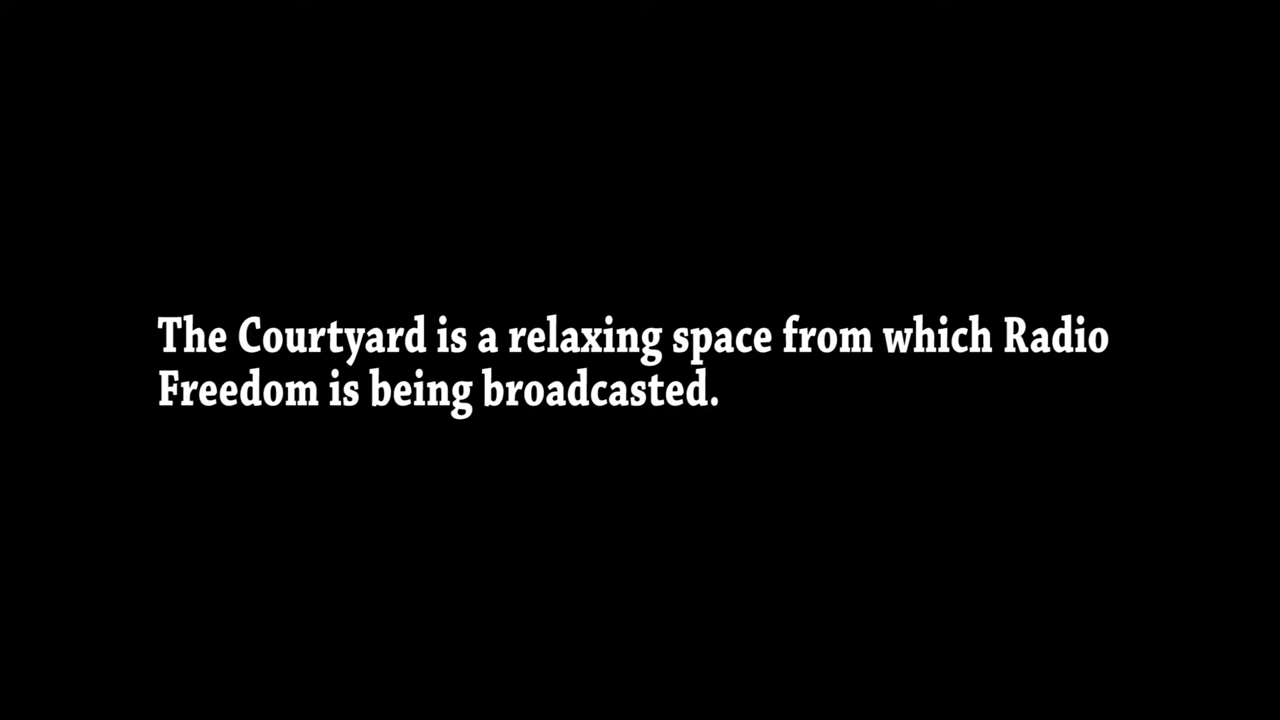 The Courtyard is a relaxing space from which Radio
Freedom is being broadcasted.